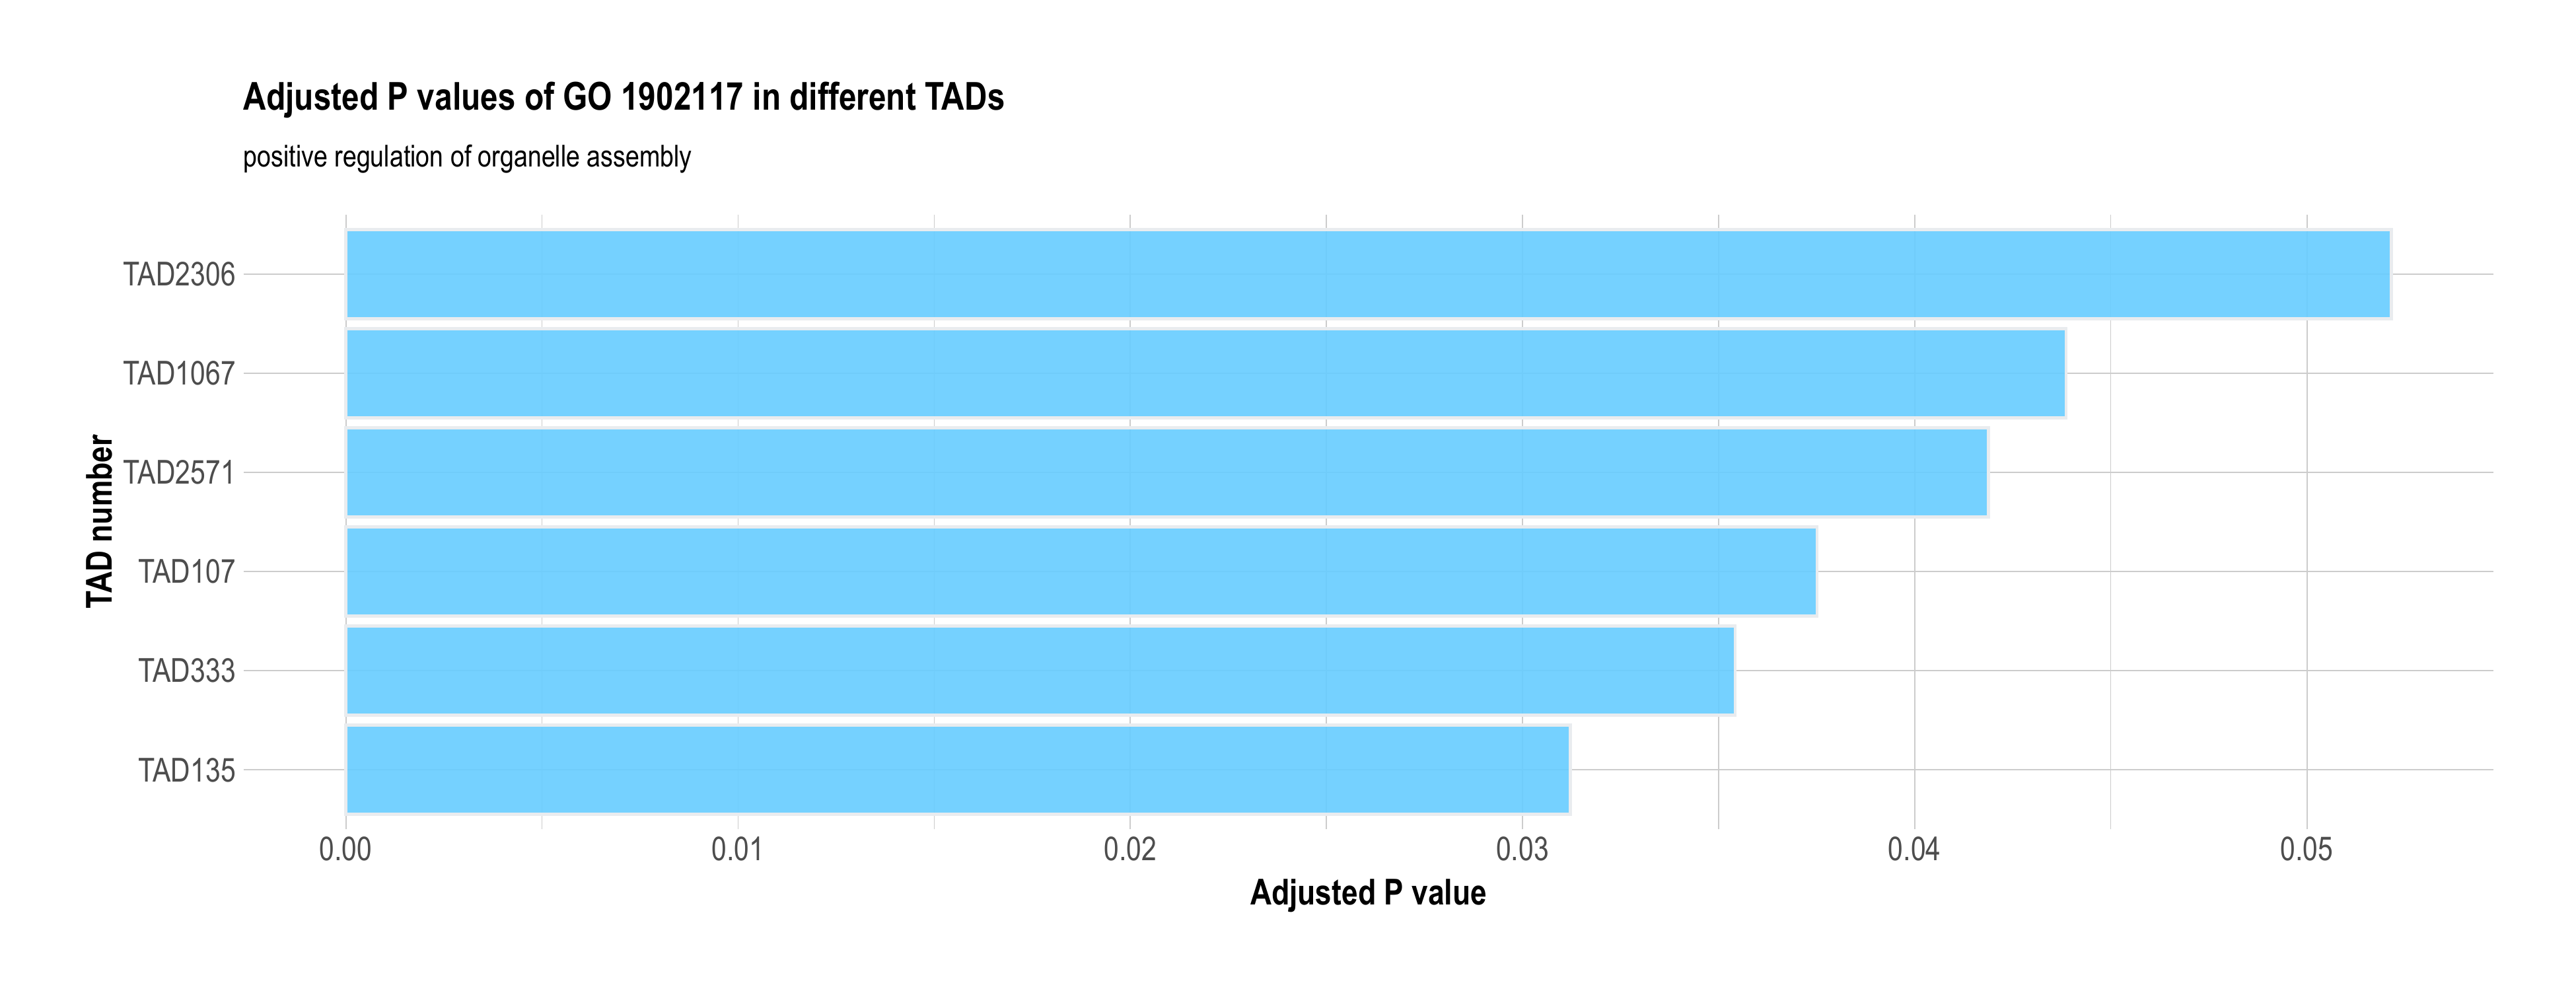 Adjusted P values of GO 1902117 in different TADs
positive regulation of organelle assembly
TAD number
TAD2306
TAD1067
TAD2571
TAD107
TAD333
TAD135
0.00 0.01 0.02 0.03 0.04 0.05
Adjusted P value